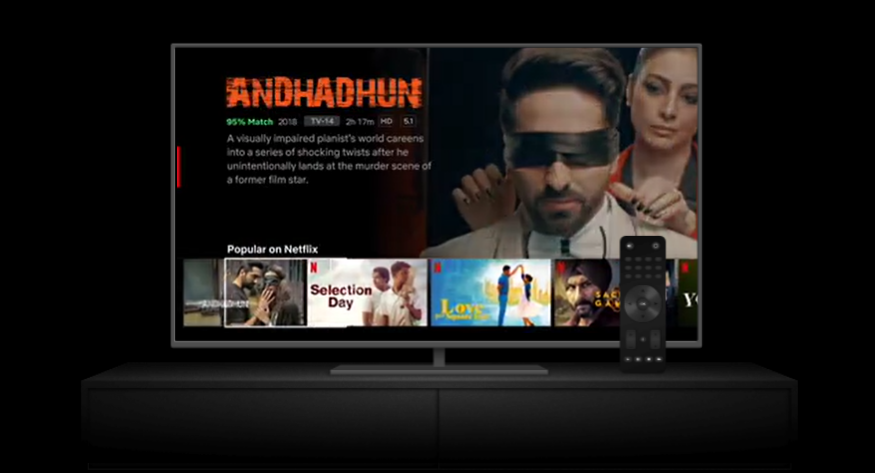 ANDHADHUN
95% Match 2018 TV-14 2h 17m HD 5.1
A visually impaired pianist's world careens
into a series of shocking twists after he
unintentionally lands at the murder scene of
a former film star.
Popular on Netflix
ANDHADHUN
N
Selection
Day
N
Love
N
N